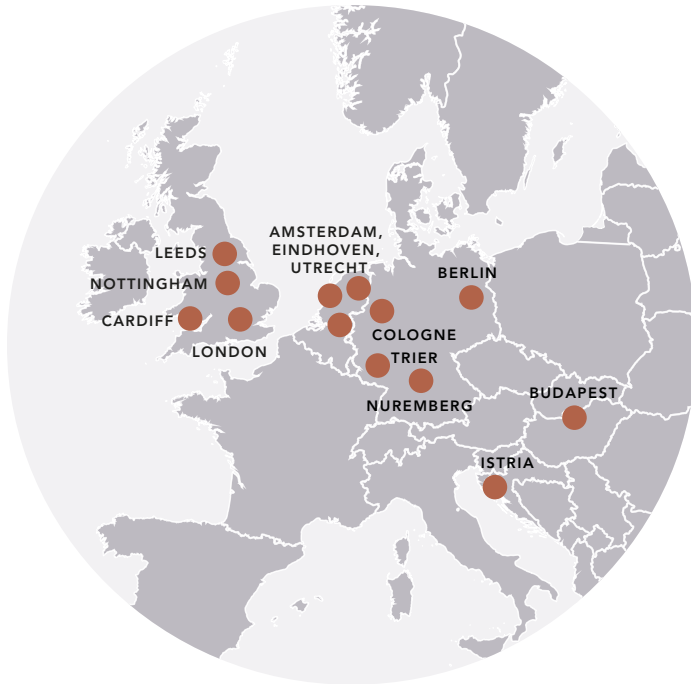 AMSTERDAM,
EINDHOVEN,
UTRECHT
LEEDS
NOTTINGHAM
BERLIN
CARDIFF
COLOGNE
LONDON
TRIER
BUDAPEST
NUREMBERG
ISTRIA